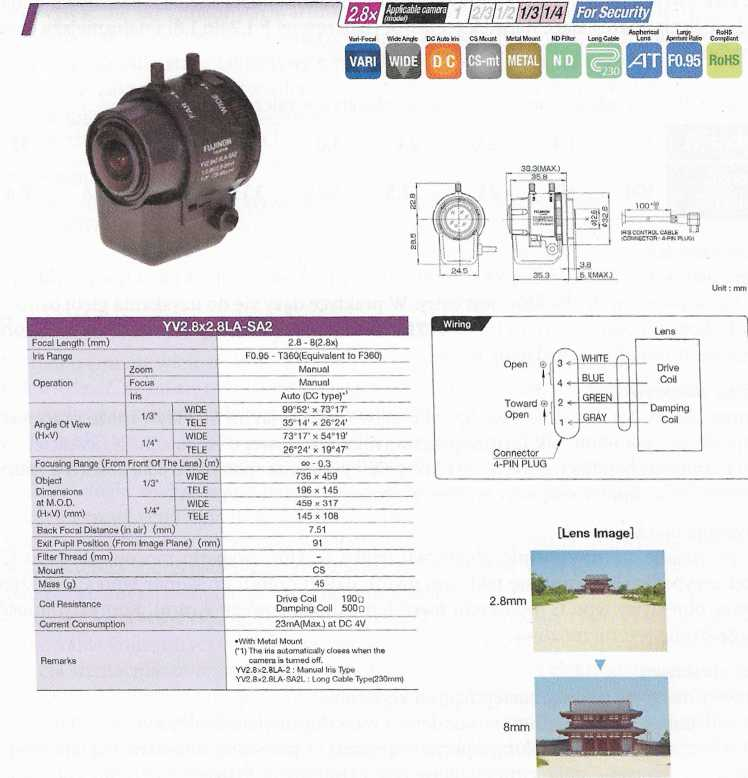 2.8x Applicable camera (model) 1 2/3 1/2 1/3 1/4 For Security
Vari-Focal Wide Angle DC Auto Iris CS Mount Metal Mount ND Filter Long Cable Aspherical Lens Large Aperture Ratio RoHS Compliant
VARI WIDE DC CS-mt METAL ND 230 AT F0.95 RoHS
FAR WIDE
FUJINON
YV2.8x2.8LA-SA2
39.3(MAX.)
35.8
22.8
28.5
24.5
FUJINON
35.3
3.8
5.1(MAX.)
ø32.6
100
IRIS CONTROL CABLE
(CONNECTOR : 4-PIN PLUG)
Unit : mm
YV2.8x2.8LA-SA2
Focal Length (mm) 2.8 - 8(2.8x)
Iris Range F0.95 - T360(Equivalent to F360)
Operation Zoom Manual
Focus Manual
Iris Auto (DC type)*1
Angle Of View (H×V) 1/3" WIDE 99°52' × 73°17'
TELE 35°14' × 26°24'
1/4" WIDE 73°17' × 54°19'
TELE 26°24' × 19°47'
Focusing Range (From Front Of The Lens) (m) ∞ - 0.3
Object Dimensions at M.O.D. (H×V) (mm) 1/3" WIDE 736 × 459
TELE 196 × 145
1/4" WIDE 459 × 317
TELE 145 × 108
Back Focal Distance (in air) (mm) 7.51
Exit Pupil Position (From Image Plane) (mm) 91
Filter Thread (mm) –
Mount CS
Mass (g) 45
Coil Resistance Drive Coil 190Ω
Damping Coil 500Ω
Current Consumption 23mA(Max.) at DC 4V
Remarks •With Metal Mount
(*1) The iris automatically closes when the
camera is turned off.
YV2.8×2.8LA-2 : Manual Iris Type
YV2.8×2.8LA-SA2L : Long Cable Type(230mm)
Wiring
Lens
Open 3 WHITE Drive Coil
4 BLUE
Toward Open 2 GREEN Damping Coil
1 GRAY
Connector
4-PIN PLUG
[Lens Image]
2.8mm
8mm